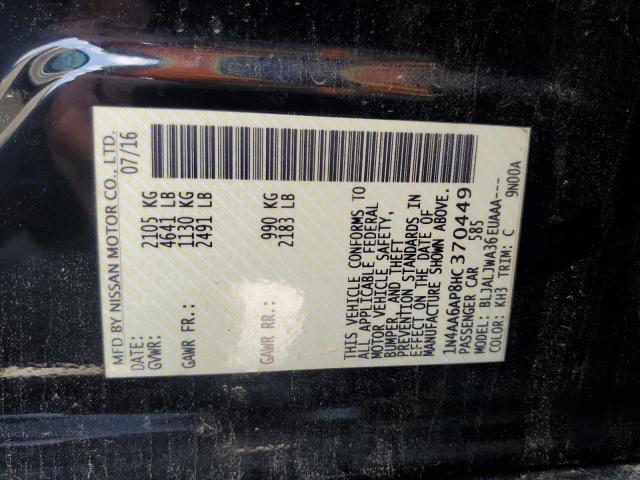 MFD BY NISSAN MOTOR CO., LTD.
DATE: 07/16
GVWR: 2105 KG
4641 LB
GAWR FR.: 1130 KG
2491 LB
GAWR RR.: 990 KG
2183 LB
THIS VEHICLE CONFORMS TO
ALL APPLICABLE FEDERAL
MOTOR VEHICLE SAFETY,
BUMPER, AND THEFT
PREVENTION STANDARDS IN
EFFECT ON THE DATE OF
MANUFACTURE SHOWN ABOVE.
1N4AA6AP8HC370449
PASSENGER CAR 585
MODEL: BLJALJWA36EUAAA---
COLOR: KH3 TRIM: C 9N00A